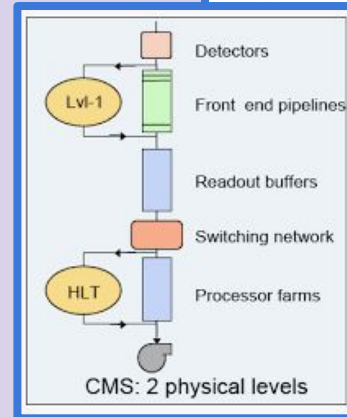 Detectors
Lvl-1
Front end pipelines
Readout buffers
Switching network
HLT
Processor farms
CMS: 2 physical levels